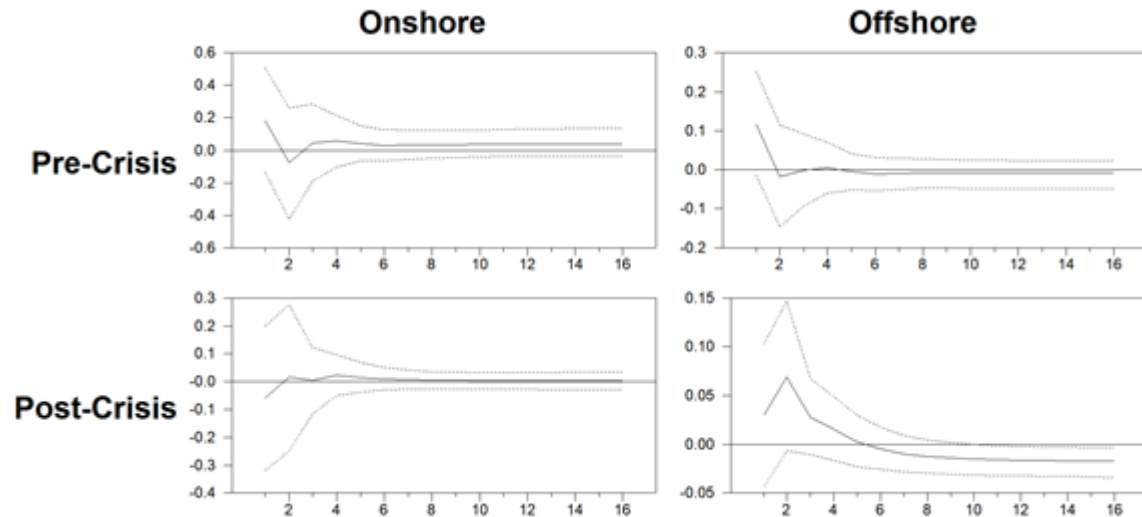 Onshore Offshore
Pre-Crisis
0.6 0.4 0.2 0.0 -0.2 -0.4 -0.6
2 4 6 8 10 12 14 16
0.3 0.2 0.1 0.0 -0.1 -0.2
2 4 6 8 10 12 14 16
Post-Crisis
0.3 0.2 0.1 -0.0 -0.1 -0.2 -0.3 -0.4
2 4 6 8 10 12 14 16
0.15 0.10 0.05 0.00 -0.05
2 4 6 8 10 12 14 16